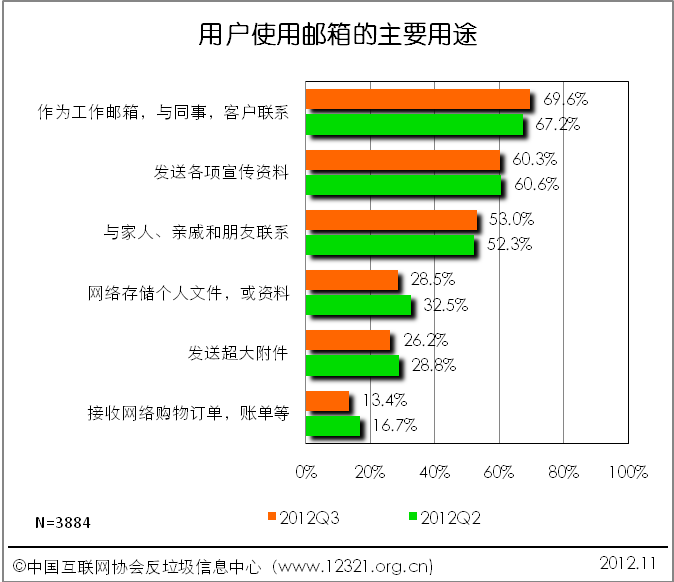 用户使用邮箱的主要用途
作为工作邮箱，与同事，客户联系
69.6%
67.2%
发送各项宣传资料
60.3%
60.6%
与家人、亲戚和朋友联系
53.0%
52.3%
网络存储个人文件，或资料
28.5%
32.5%
发送超大附件
26.2%
28.8%
接收网络购物订单，账单等
13.4%
16.7%
0% 20% 40% 60% 80% 100%
2012Q3 2012Q2
N=3884
©中国互联网协会反垃圾信息中心（www.12321.org.cn) 2012.11